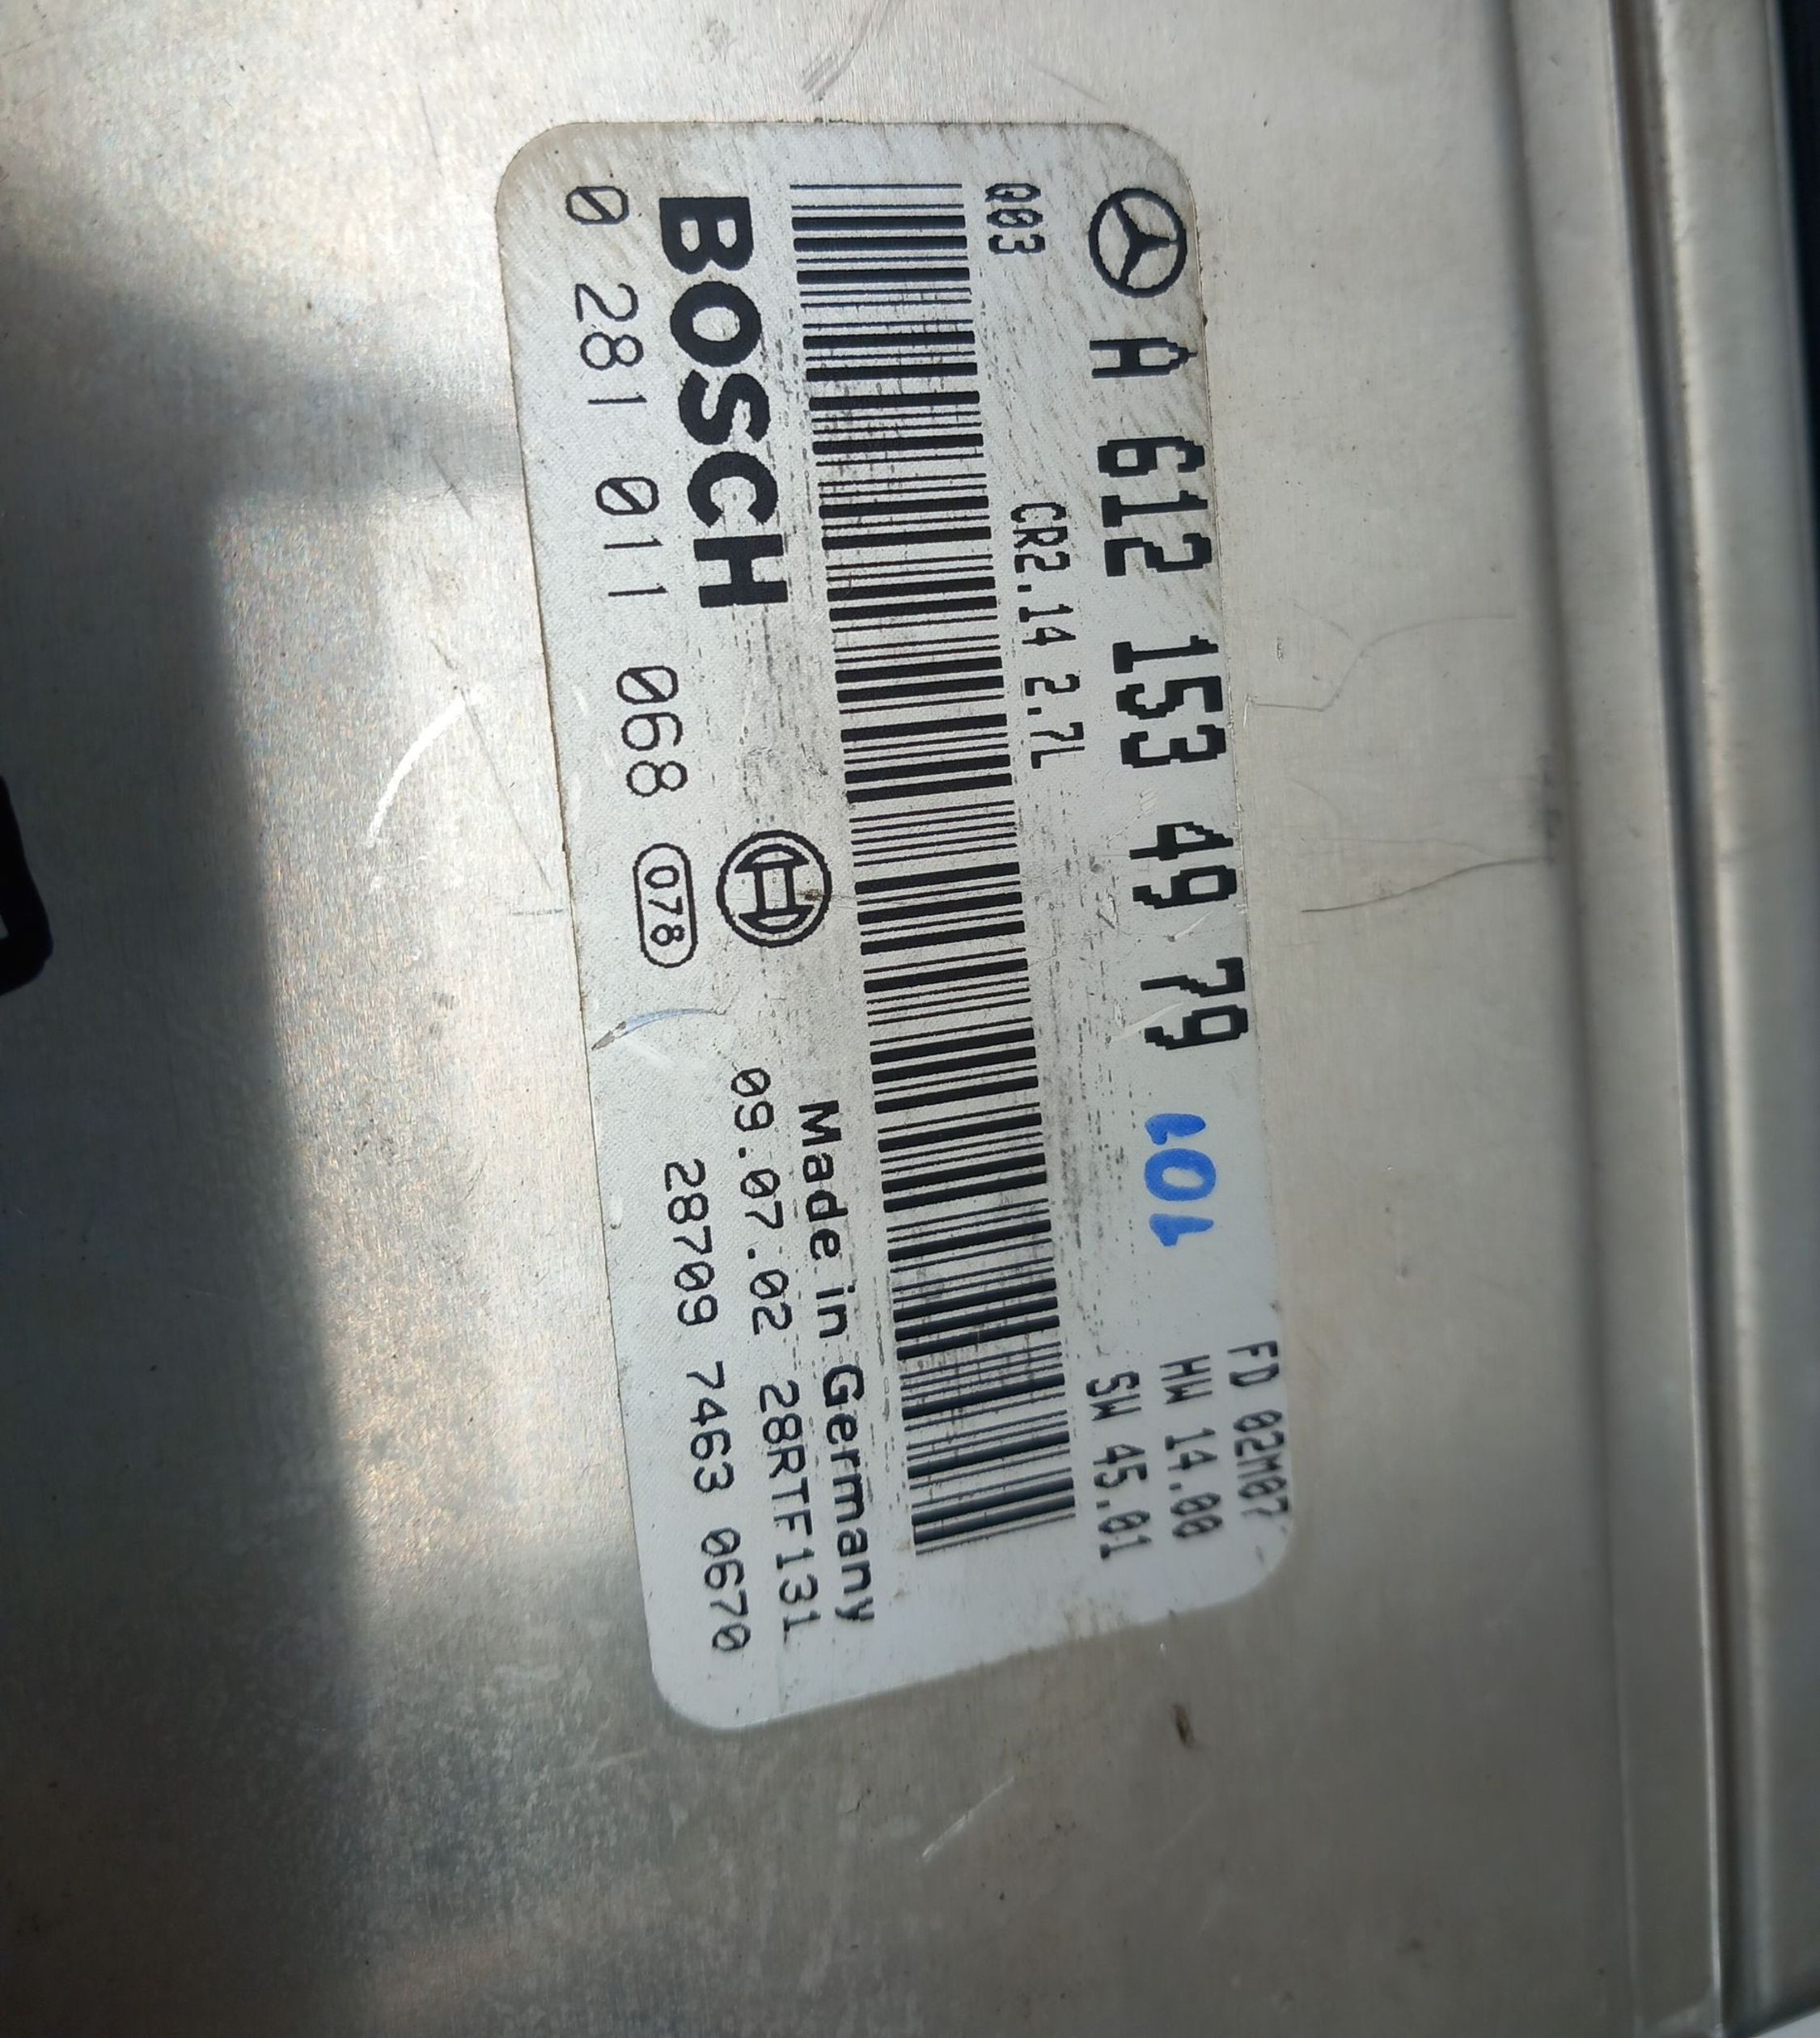 A 612 153 49 79 101
FD 02M07
HW 14.00
SW 45.01
Q03 CR2.14 2.7L
BOSCH
Made in Germany
09.07.02 28RTF131
0 281 011 068 078
28709 7463 0670